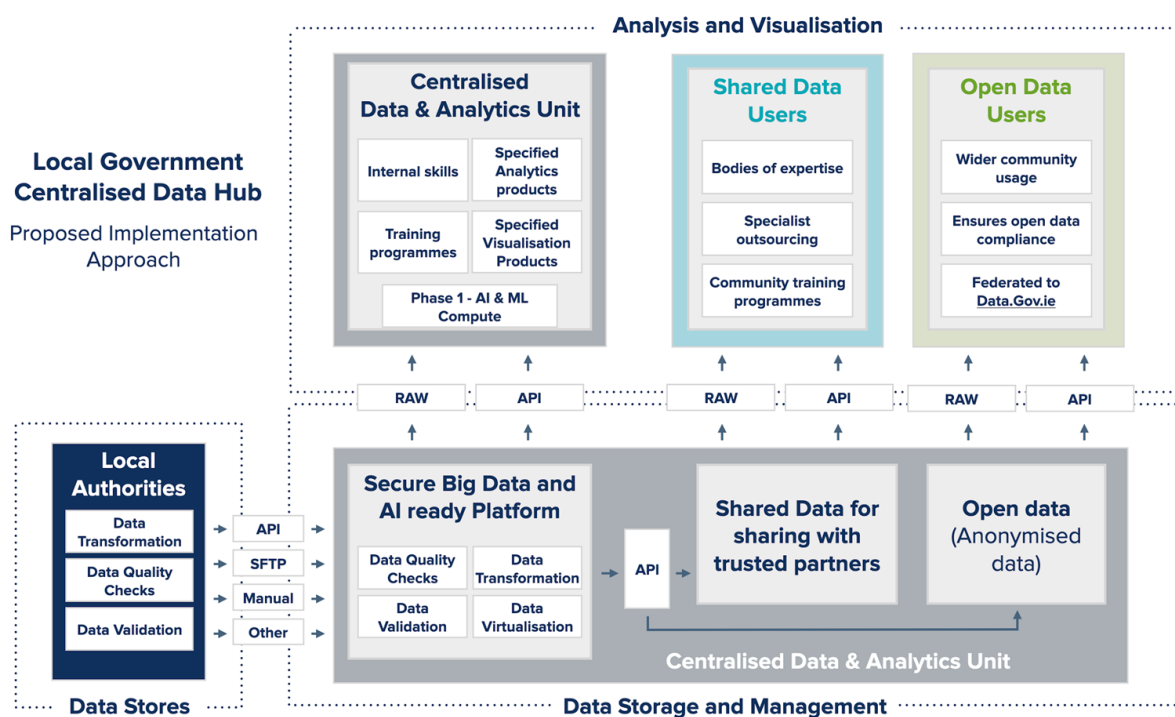 Analysis and Visualisation
Local Government
Centralised Data Hub
Proposed Implementation
Approach
Centralised
Data & Analytics Unit
Internal skills
Specified
Analytics
products
Training
programmes
Specified
Visualisation
Products
Phase 1 - AI & ML
Compute
Shared Data
Users
Bodies of expertise
Specialist
outsourcing
Community training
programmes
Open Data
Users
Wider community
usage
Ensures open data
compliance
Federated to
Data.Gov.ie
RAW
API
RAW
API
RAW
API
Local
Authorities
Data
Transformation
Data Quality
Checks
Data Validation
API
SFTP
Manual
Other
Data Stores
Secure Big Data and
AI ready Platform
Data Quality
Checks
Data
Transformation
Data
Validation
Data
Virtualisation
API
Shared Data for
sharing with
trusted partners
Open data
(Anonymised
data)
Centralised Data & Analytics Unit
Data Storage and Management